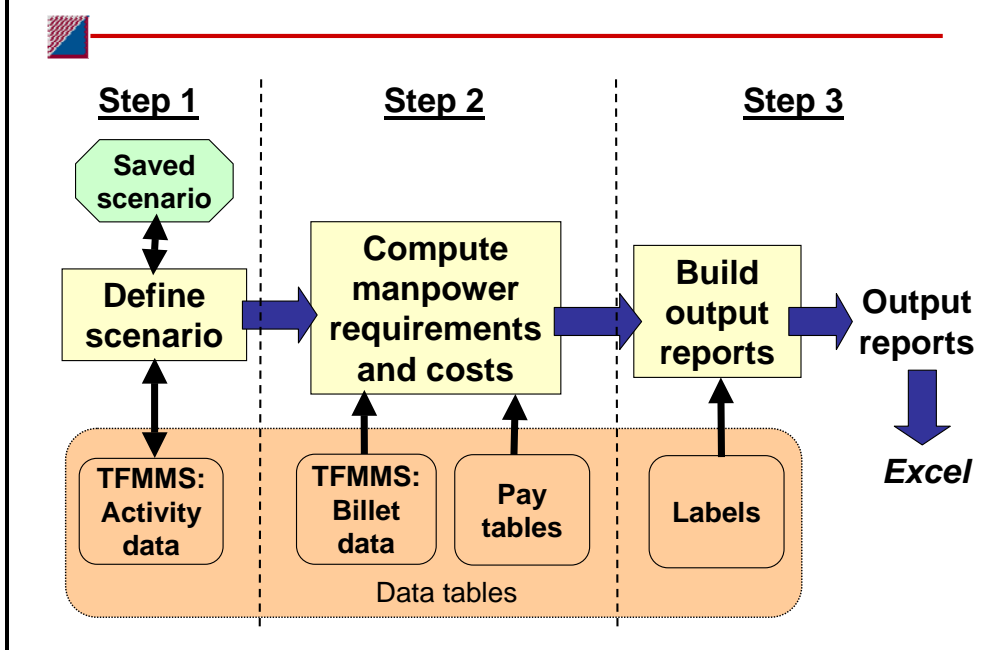 Step 1
Step 2
Step 3
Saved
scenario
Define
scenario
Compute
manpower
requirements
and costs
Build
output
reports
Output
reports
Excel
TFMMS:
Activity
data
TFMMS:
Billet
data
Pay
tables
Labels
Data tables